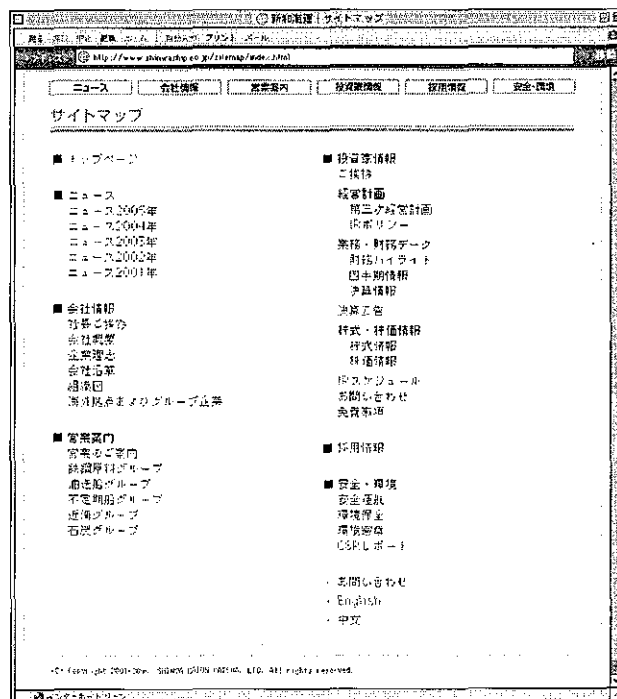 新和海運 | サイトマップ
http://www.shinwaship.co.jp/sitemap/index.html
ニュース 会社情報 営業案内 投資家情報 採用情報 安全・環境
サイトマップ
■ トップページ
■ ニュース
ニュース2005年
ニュース2004年
ニュース2003年
ニュース2002年
ニュース2001年
■ 会社情報
社長ご挨拶
会社概要
企業理念
会社沿革
組織図
海外拠点およびグループ企業
■ 営業案内
営業のご案内
鉄鋼原料グループ
油送船グループ
不定期船グループ
近海グループ
石炭グループ
■ 投資家情報
ご挨拶
経営計画
第三次経営計画
IRポリシー
業務・財務データ
財務ハイライト
四半期情報
決算情報
決算広告
株式・株価情報
株式情報
株価情報
IRスケジュール
お問い合わせ
免責事項
■ 採用情報
■ 安全・環境
安全運航
環境保全
環境憲章
CSRレポート
・ お問い合わせ
・ English
・ 中文